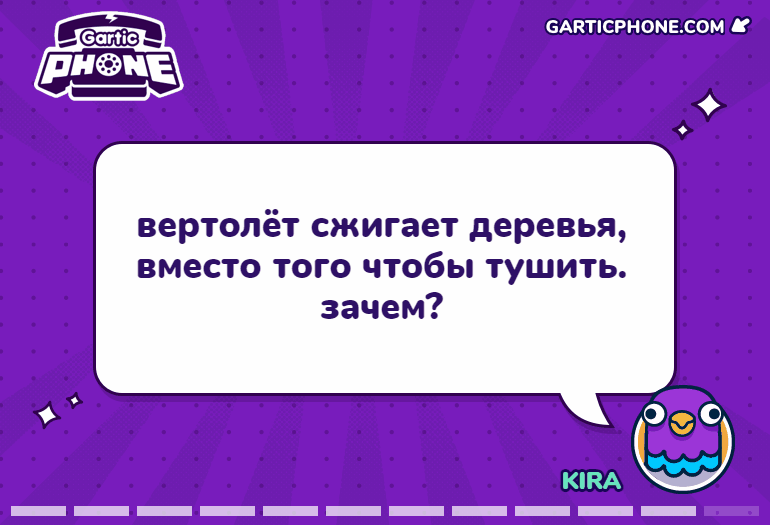 Gartic
PHONE
GARTICPHONE.COM
вертолёт сжигает деревья,
вместо того чтобы тушить.
зачем?
KIRA